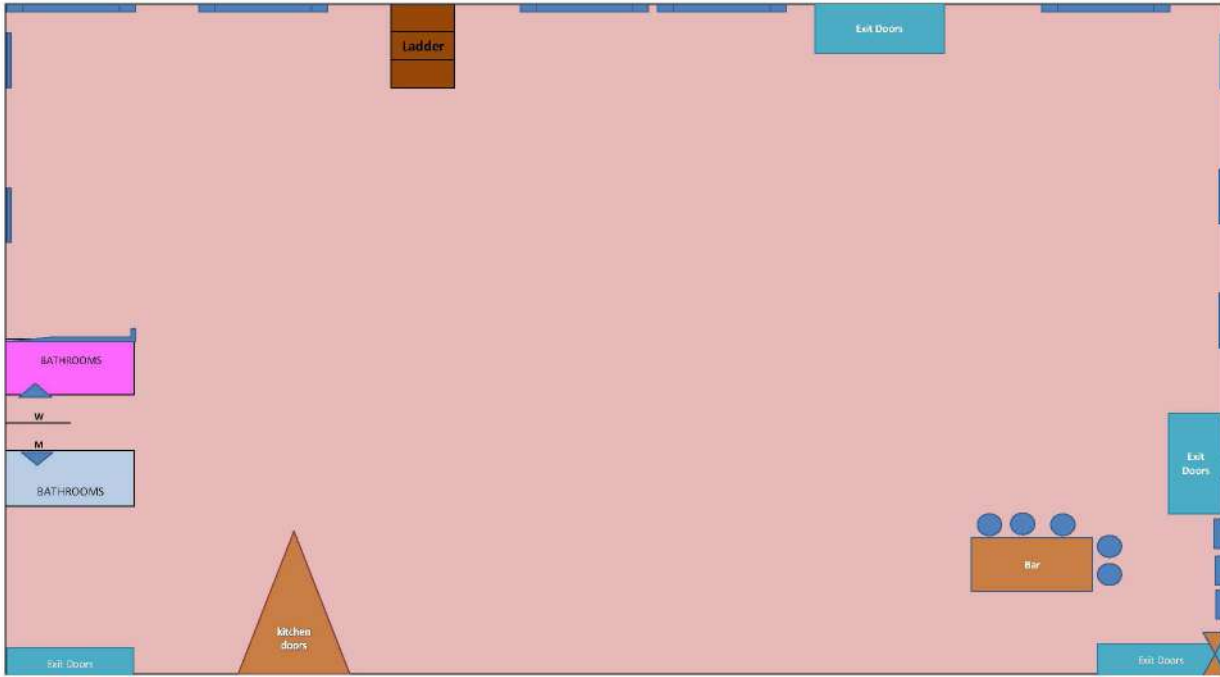 Ladder
Exit Doors
BATHROOMS
W
M
BATHROOMS
Exit
Doors
Bar
kitchen
doors
Exit Doors
Exit Doors